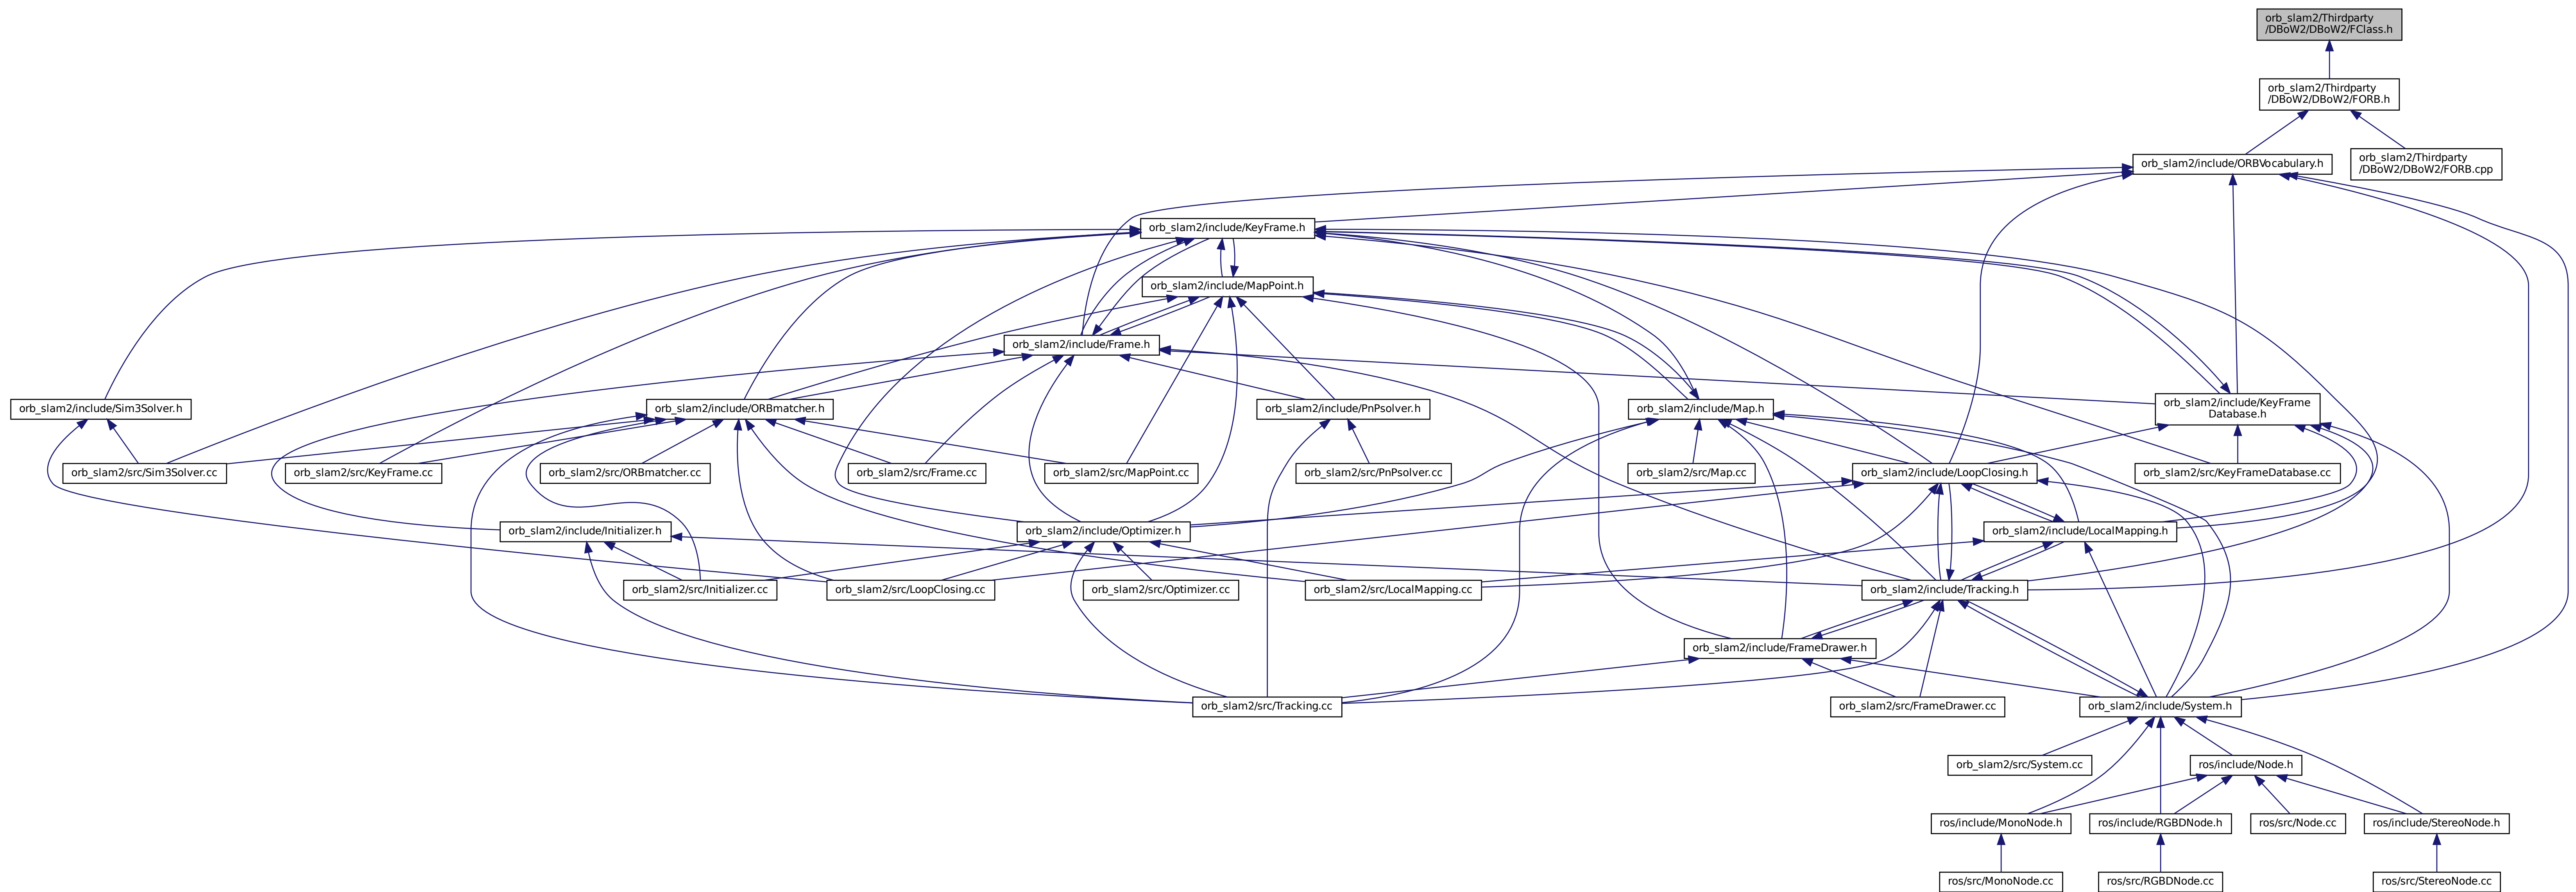 orb_slam2/Thirdparty
/DBoW2/DBoW2/FClass.h
orb_slam2/Thirdparty
/DBoW2/DBoW2/FORB.h
orb_slam2/include/ORBVocabulary.h
orb_slam2/Thirdparty
/DBoW2/DBoW2/FORB.cpp
orb_slam2/include/KeyFrame.h
orb_slam2/include/MapPoint.h
orb_slam2/include/Frame.h
orb_slam2/include/Sim3Solver.h
orb_slam2/include/ORBmatcher.h
orb_slam2/include/PnPsolver.h
orb_slam2/include/Map.h
orb_slam2/include/KeyFrame
Database.h
orb_slam2/src/Sim3Solver.cc
orb_slam2/src/KeyFrame.cc
orb_slam2/src/ORBmatcher.cc
orb_slam2/src/Frame.cc
orb_slam2/src/MapPoint.cc
orb_slam2/src/PnPsolver.cc
orb_slam2/src/Map.cc
orb_slam2/include/LoopClosing.h
orb_slam2/src/KeyFrameDatabase.cc
orb_slam2/include/Initializer.h
orb_slam2/include/Optimizer.h
orb_slam2/include/LocalMapping.h
orb_slam2/src/Initializer.cc
orb_slam2/src/LoopClosing.cc
orb_slam2/src/Optimizer.cc
orb_slam2/src/LocalMapping.cc
orb_slam2/include/Tracking.h
orb_slam2/include/FrameDrawer.h
orb_slam2/src/Tracking.cc
orb_slam2/src/FrameDrawer.cc
orb_slam2/include/System.h
orb_slam2/src/System.cc
ros/include/Node.h
ros/include/MonoNode.h
ros/include/RGBDNode.h
ros/src/Node.cc
ros/include/StereoNode.h
ros/src/MonoNode.cc
ros/src/RGBDNode.cc
ros/src/StereoNode.cc